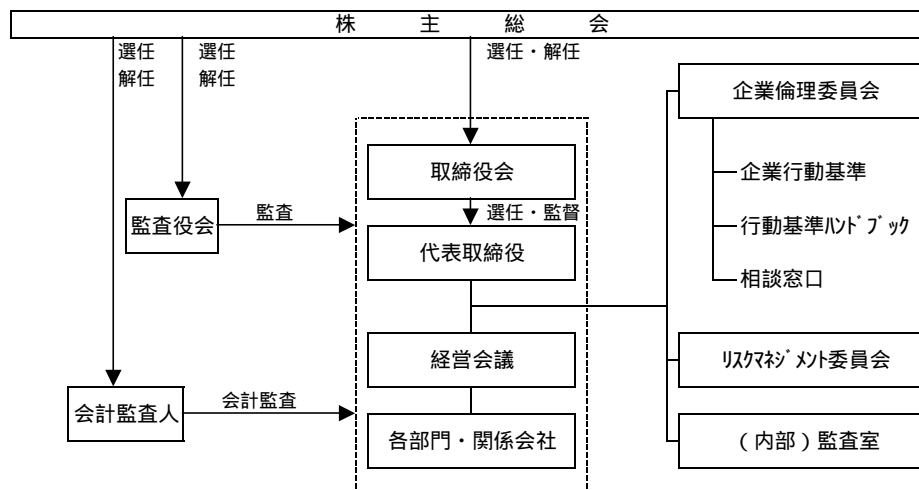 株主総会
選任
解任
選任
解任
選任・解任
企業倫理委員会
取締役会
企業行動基準
監査役会
監査
選任・監督
行動基準ハンドブック
代表取締役
相談窓口
経営会議
リスクマネジメント委員会
会計監査人
会計監査
各部門・関係会社
(内部)監査室